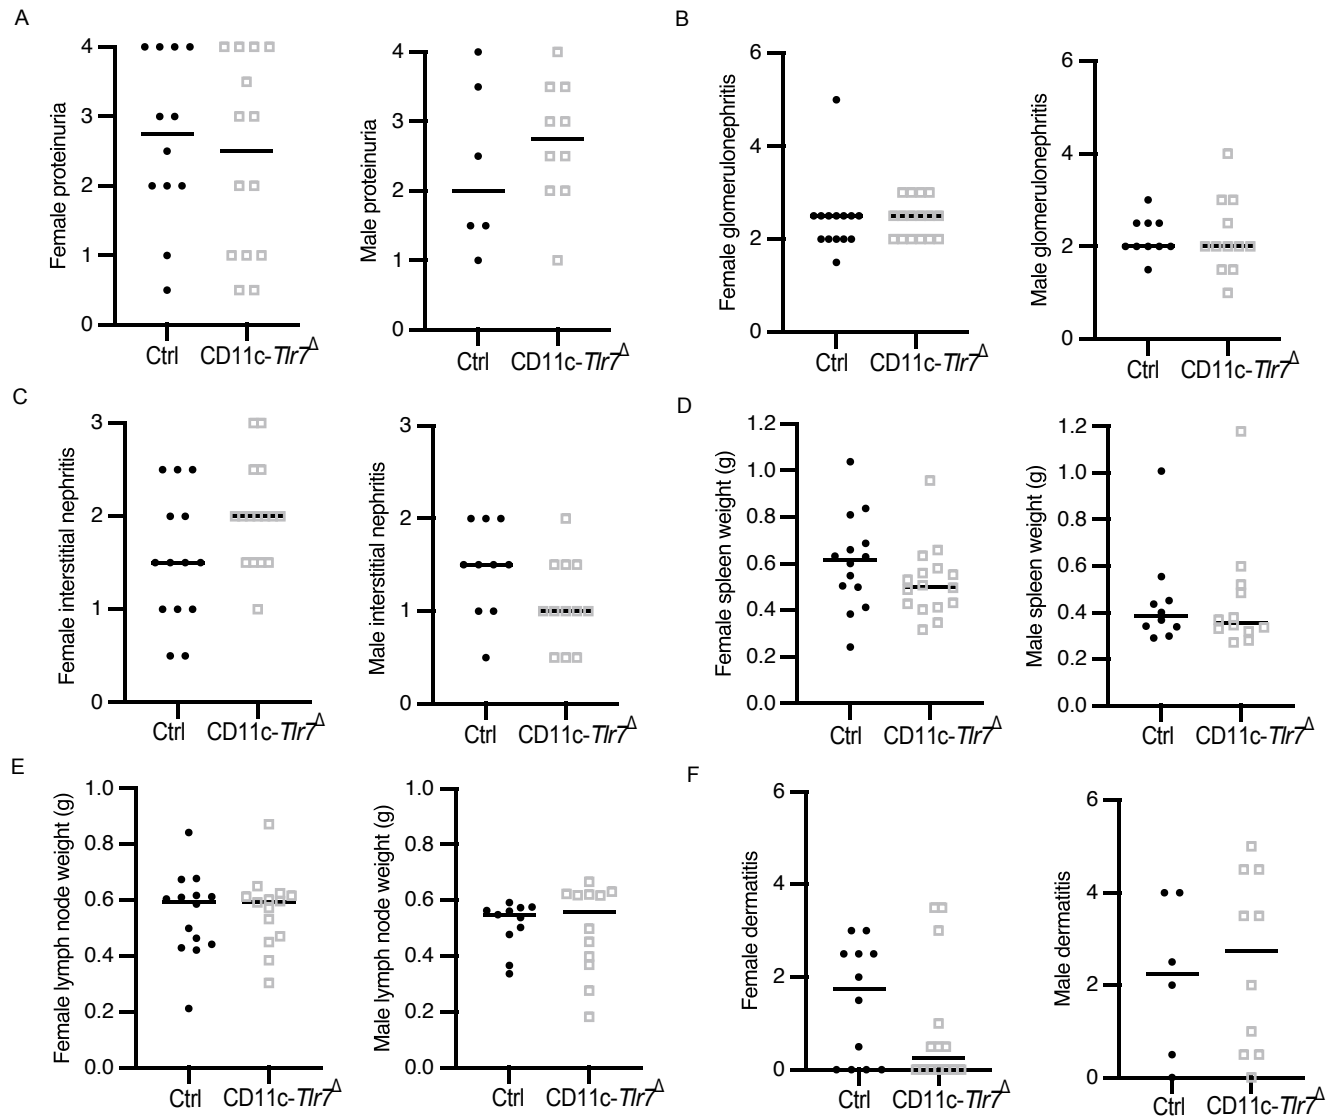 A
Female proteinuria
4
3
2
1
0
Ctrl
CD11c-Tlr7Δ
Male proteinuria
4
3
2
1
0
Ctrl
CD11c-Tlr7Δ
B
Female glomerulonephritis
6
4
2
0
Ctrl
CD11c-Tlr7Δ
Male glomerulonephritis
6
4
2
0
Ctrl
CD11c-Tlr7Δ
C
Female interstitial nephritis
3
2
1
0
Ctrl
CD11c-Tlr7Δ
Male interstitial nephritis
3
2
1
0
Ctrl
CD11c-Tlr7Δ
D
Female spleen weight (g)
1.2
1.0
0.8
0.6
0.4
0.2
0.0
Ctrl
CD11c-Tlr7Δ
Male spleen weight (g)
1.2
1.0
0.8
0.6
0.4
0.2
0.0
Ctrl
CD11c-Tlr7Δ
E
Female lymph node weight (g)
1.0
0.8
0.6
0.4
0.2
0.0
Ctrl
CD11c-Tlr7Δ
Male lymph node weight (g)
1.0
0.8
0.6
0.4
0.2
0.0
Ctrl
CD11c-Tlr7Δ
F
Female dermatitis
6
4
2
0
Ctrl
CD11c-Tlr7Δ
Male dermatitis
6
4
2
0
Ctrl
CD11c-Tlr7Δ